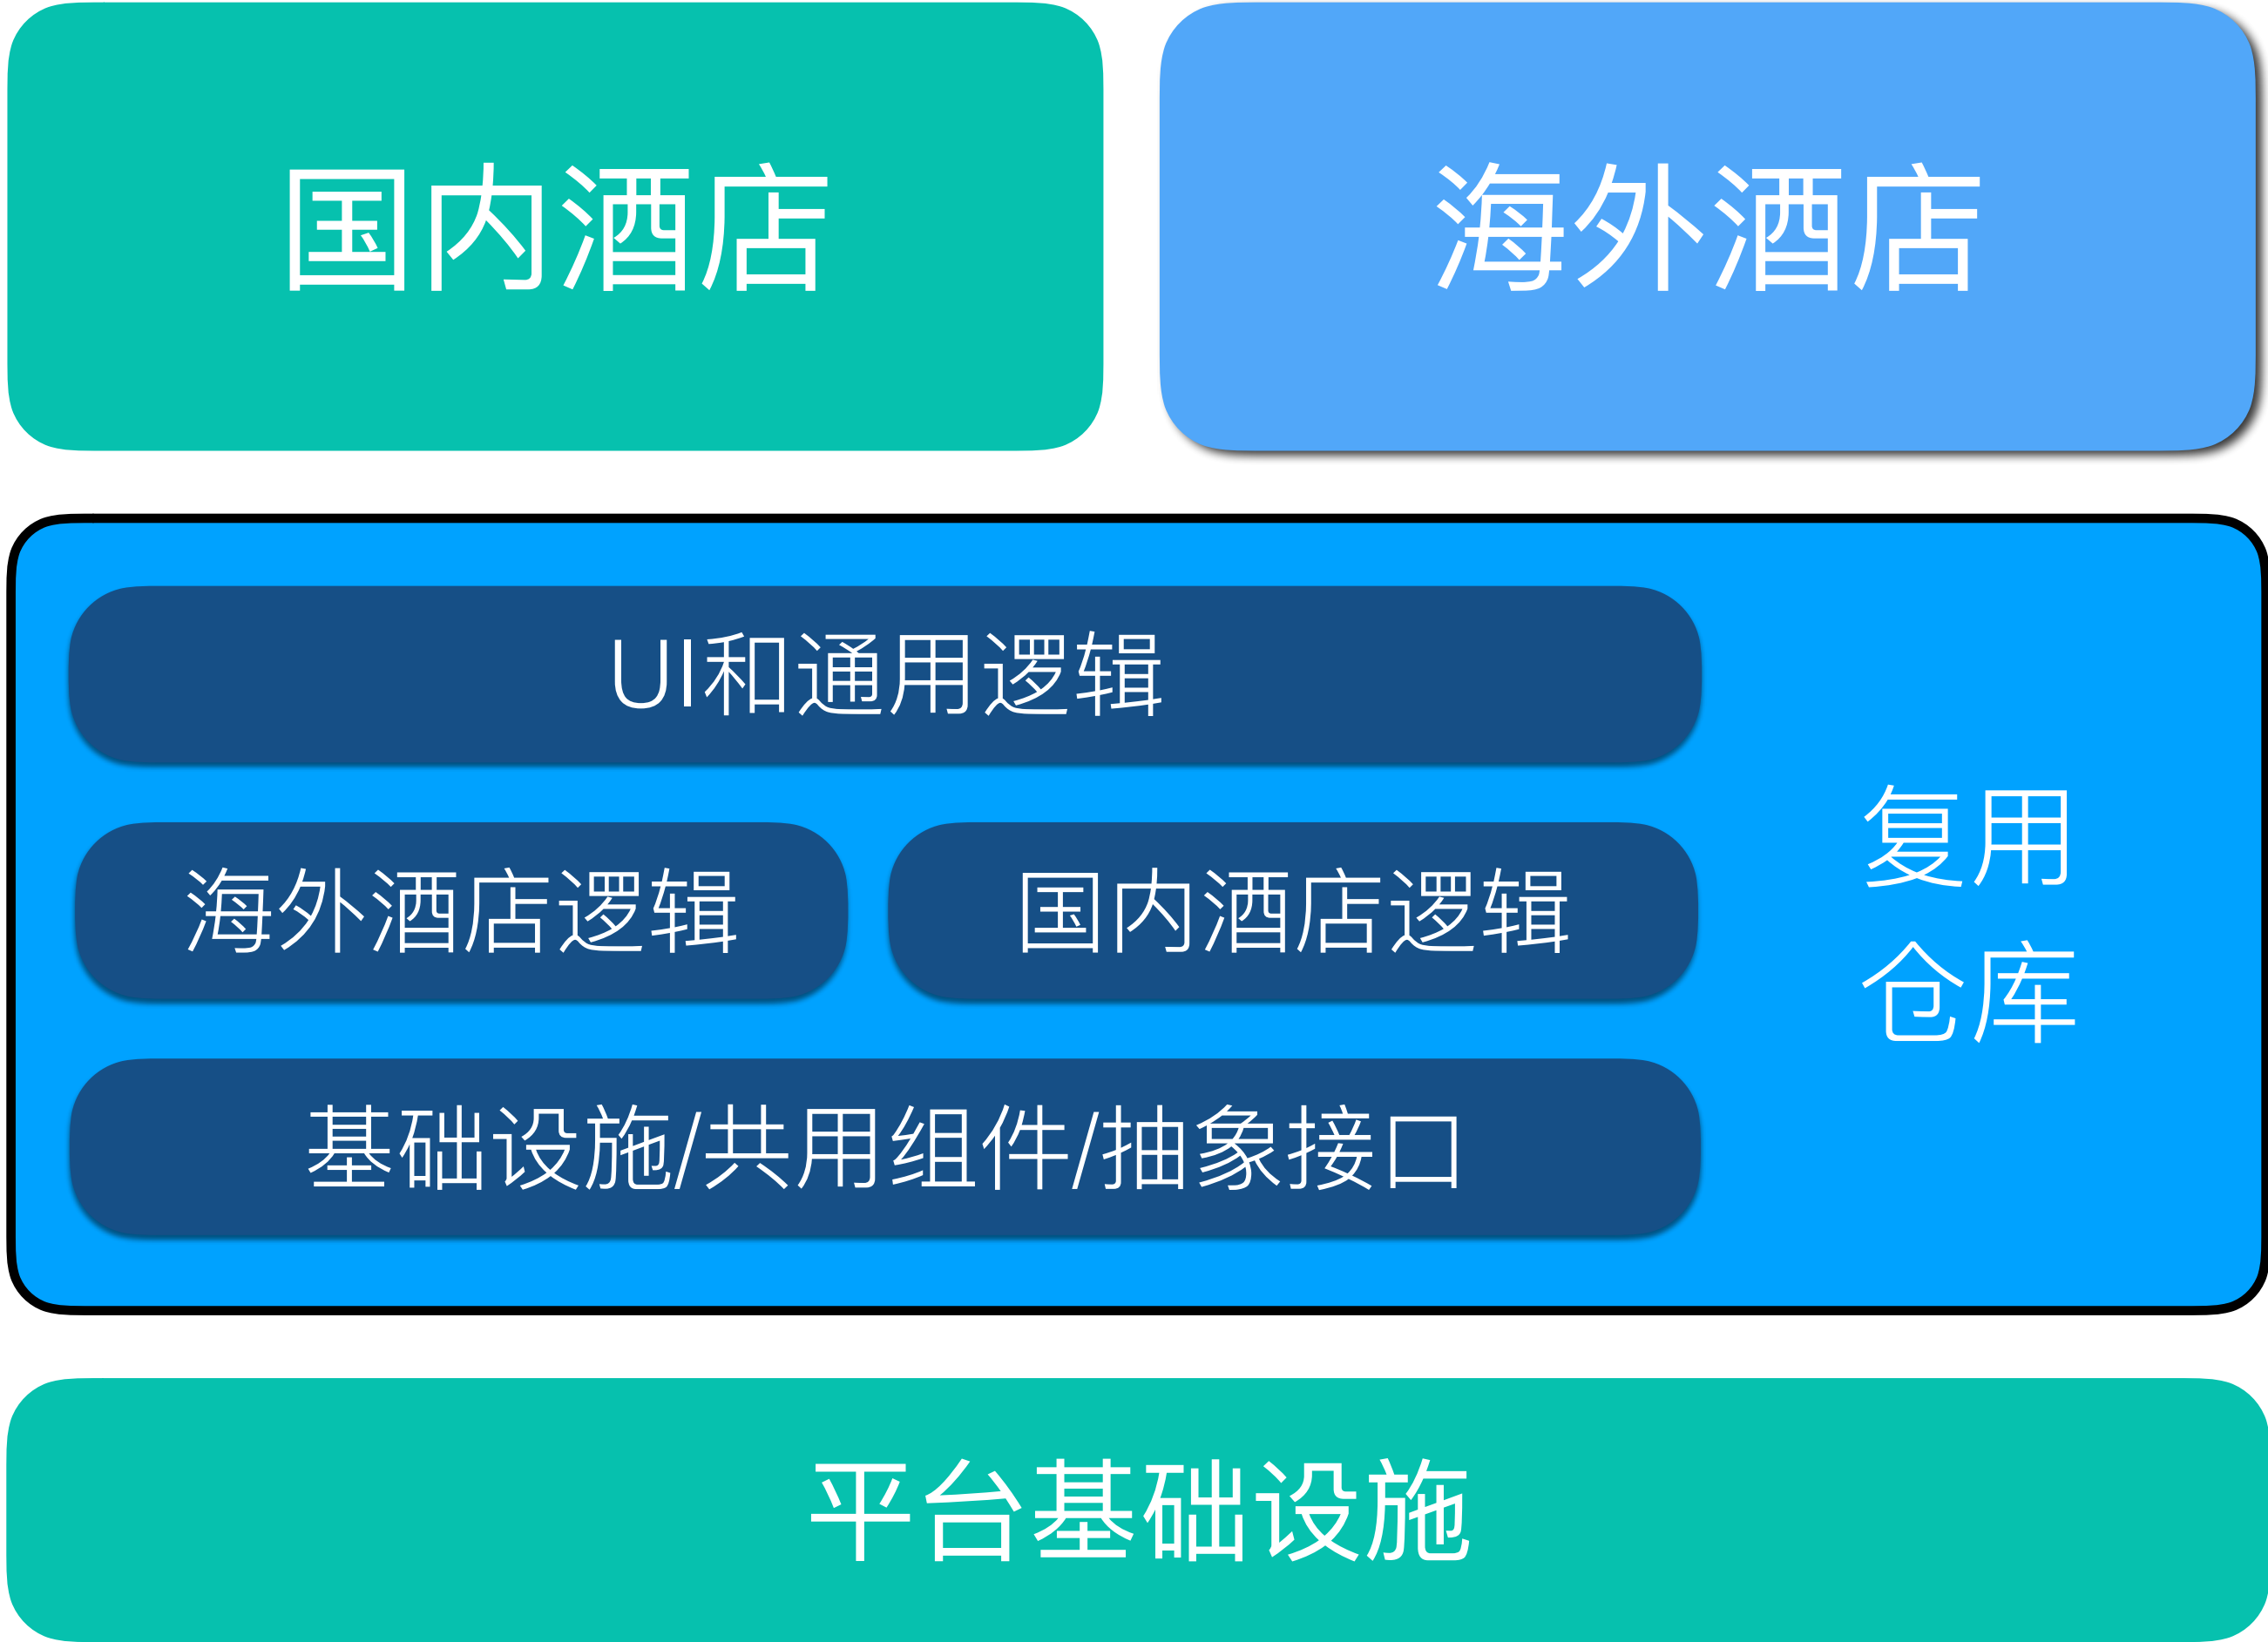 国内酒店
海外酒店
UI和通用逻辑
海外酒店逻辑
国内酒店逻辑
复用
仓库
基础设施/共用组件/抽象接口
平台基础设施